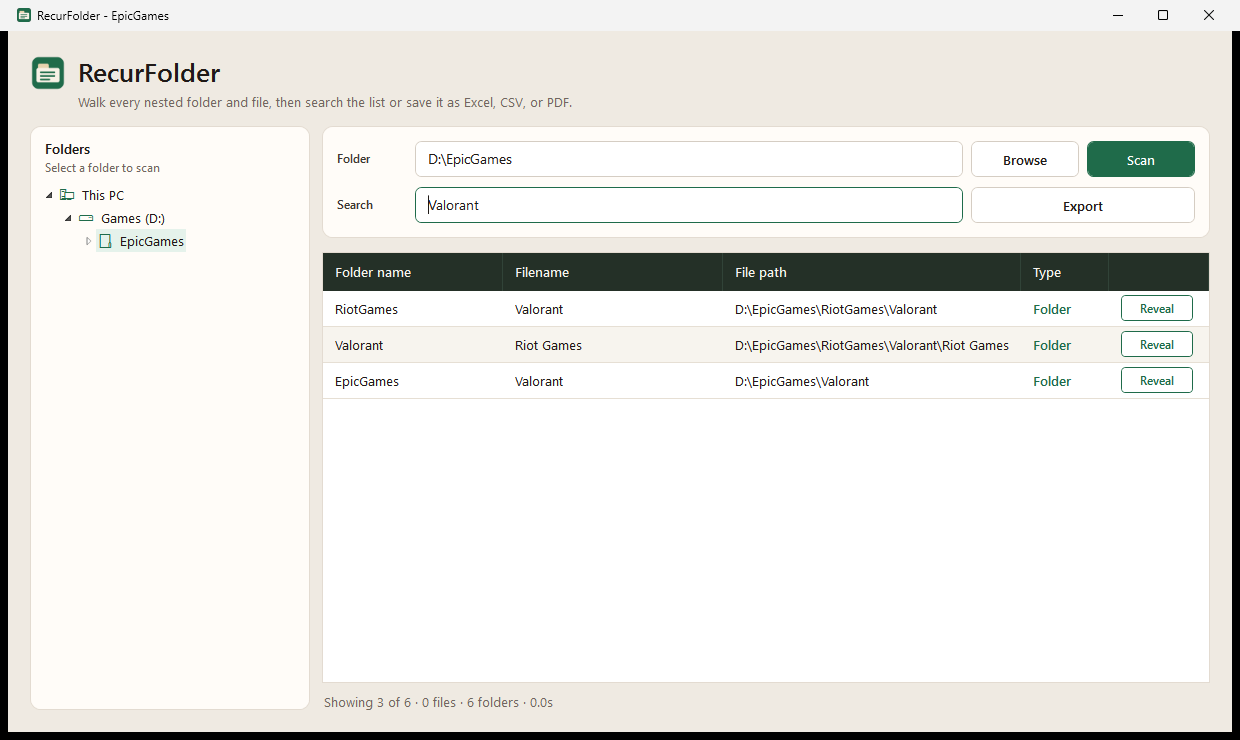 RecurFolder - EpicGames
RecurFolder
Walk every nested folder and file, then search the list or save it as Excel, CSV, or PDF.
Folders
Select a folder to scan
This PC
Games (D:)
EpicGames
Folder D:\EpicGames Browse Scan
Search Valorant Export
Folder name Filename File path Type
RiotGames Valorant D:\EpicGames\RiotGames\Valorant Folder Reveal
Valorant Riot Games D:\EpicGames\RiotGames\Valorant\Riot Games Folder Reveal
EpicGames Valorant D:\EpicGames\Valorant Folder Reveal
Showing 3 of 6 · 0 files · 6 folders · 0.0s